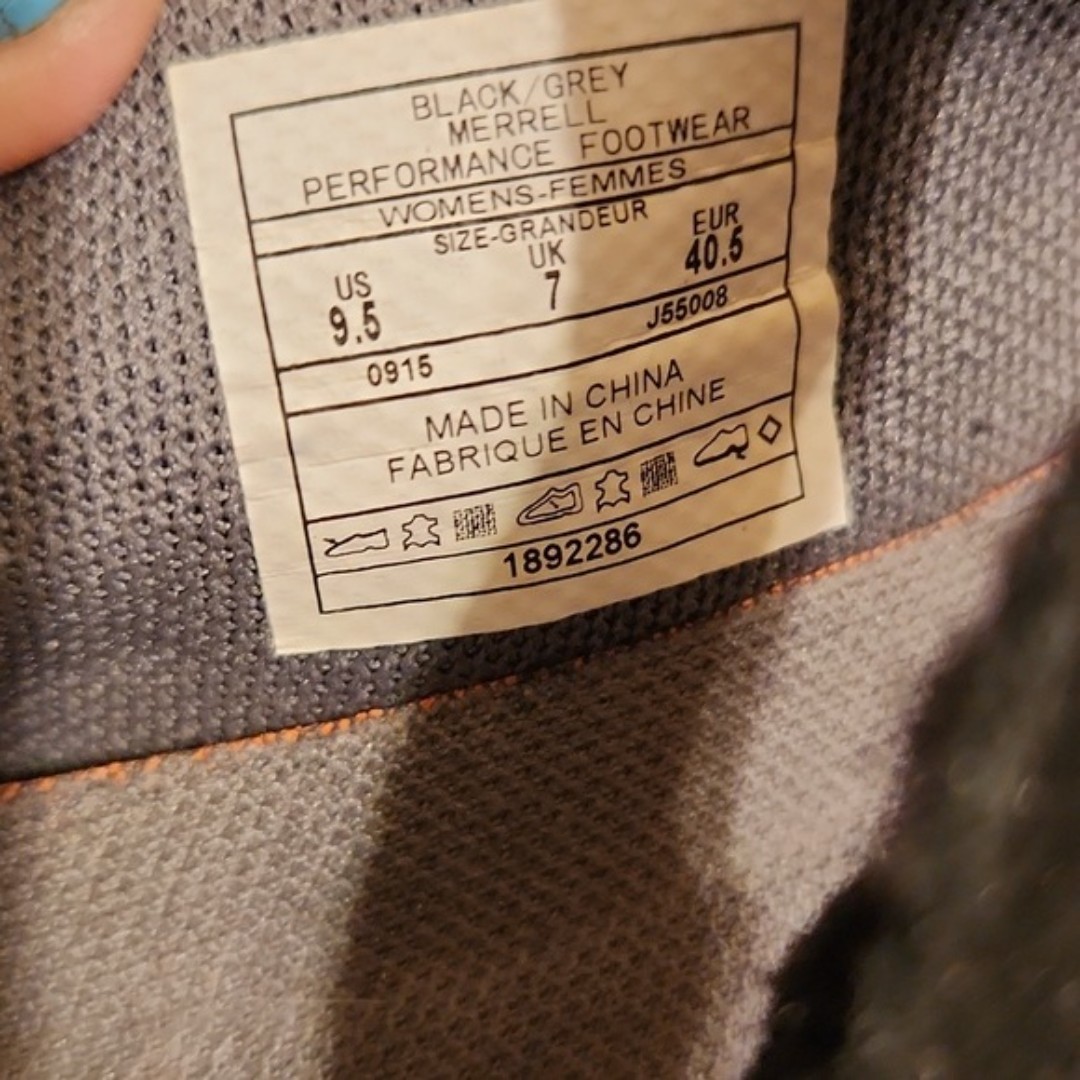 BLACK/GREY
MERRELL
PERFORMANCE FOOTWEAR
WOMENS-FEMMES
SIZE-GRANDEUR
US UK EUR
9.5 7 40.5
0915 J55008
MADE IN CHINA
FABRIQUE EN CHINE
1892286